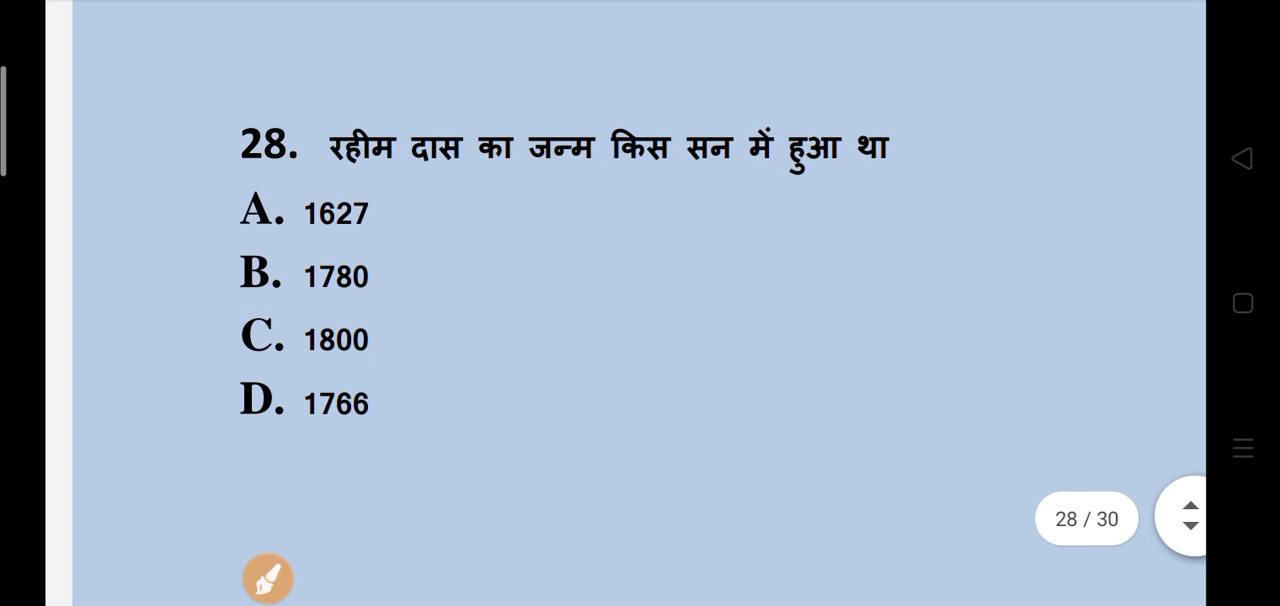 28. रहीम दास का जन्म किस सन में हुआ था
A. 1627
B. 1780
C. 1800
D. 1766
28 / 30